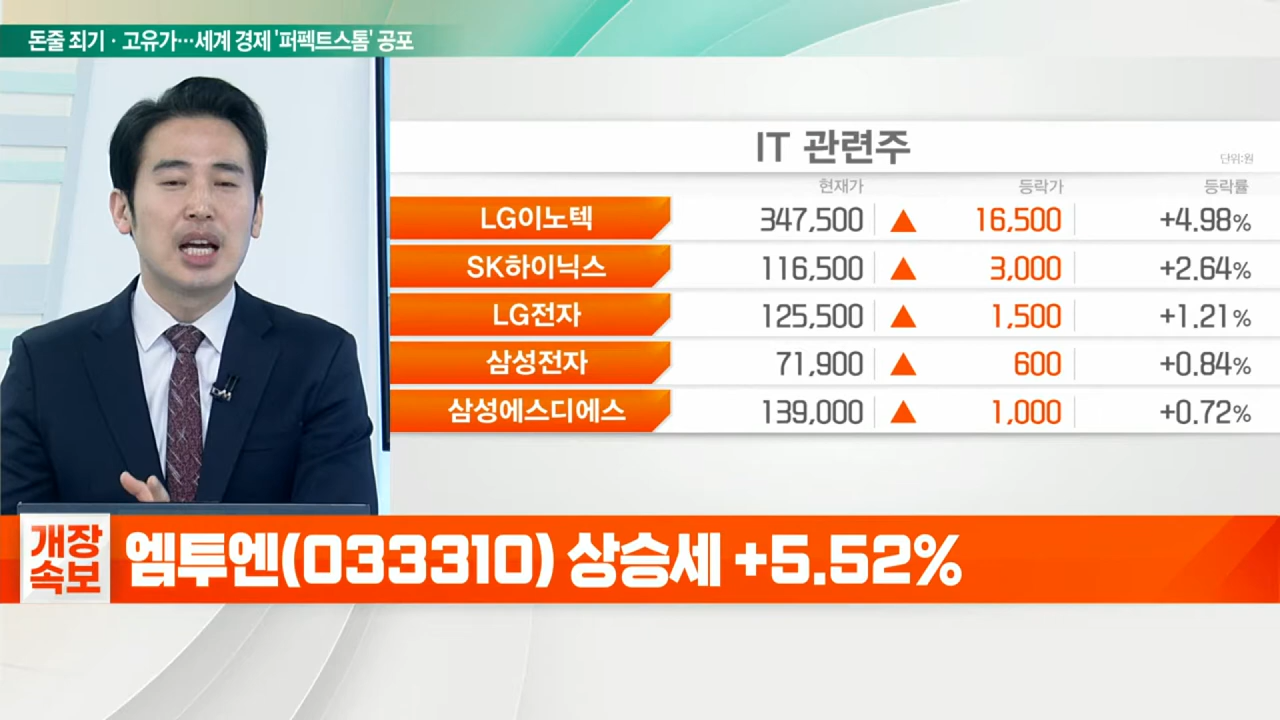 돈줄 죄기·고유가…세계 경제 '퍼펙트스톰' 공포
IT 관련주
단위:원
현재가 등락가 등락률
LG이노텍 347,500 ▲ 16,500 +4.98%
SK하이닉스 116,500 ▲ 3,000 +2.64%
LG전자 125,500 ▲ 1,500 +1.21%
삼성전자 71,900 ▲ 600 +0.84%
삼성에스디에스 139,000 ▲ 1,000 +0.72%
개장
속보
엠투엔(033310) 상승세 +5.52%